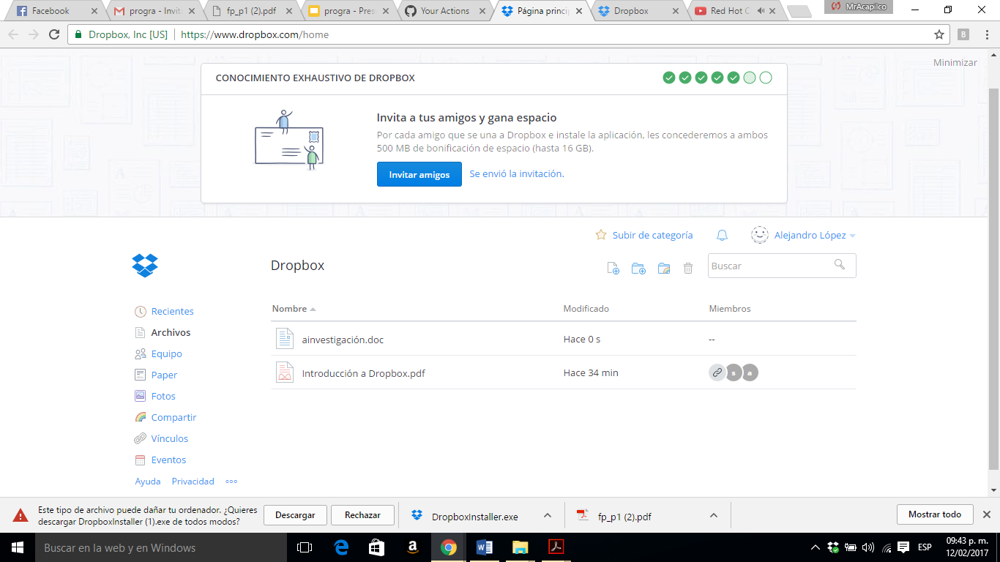 Facebook
progra - Invit
fp_p1 (2).pdf
progra - Pres
Your Actions
Página princi
Dropbox
Red Hot C
MrAcapilco
Dropbox, Inc [US]
https://www.dropbox.com/home
B
Minimizar
CONOCIMIENTO EXHAUSTIVO DE DROPBOX
Invita a tus amigos y gana espacio
Por cada amigo que se una a Dropbox e instale la aplicación, les concederemos a ambos
500 MB de bonificación de espacio (hasta 16 GB).
Invitar amigos
Se envió la invitación.
Subir de categoría
Alejandro López
Dropbox
Buscar
Recientes
Archivos
Equipo
Paper
Fotos
Compartir
Vínculos
Eventos
Ayuda Privacidad
Nombre Modificado Miembros
ainvestigación.doc Hace 0 s --
Introducción a Dropbox.pdf Hace 34 min s a
Este tipo de archivo puede dañar tu ordenador. ¿Quieres
descargar DropboxInstaller (1).exe de todos modos?
Descargar
Rechazar
DropboxInstaller.exe
fp_p1 (2).pdf
Mostrar todo
Buscar en la web y en Windows
ESP
09:43 p. m.
12/02/2017